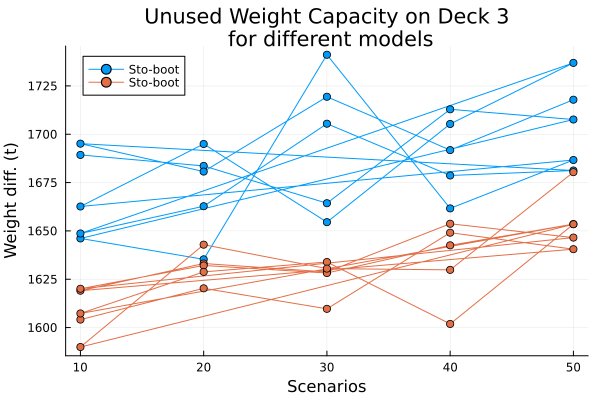 Unused Weight Capacity on Deck 3
for different models
Sto-boot
Sto-boot
Weight diff. (t)
1725
1700
1675
1650
1625
1600
10 20 30 40 50
Scenarios